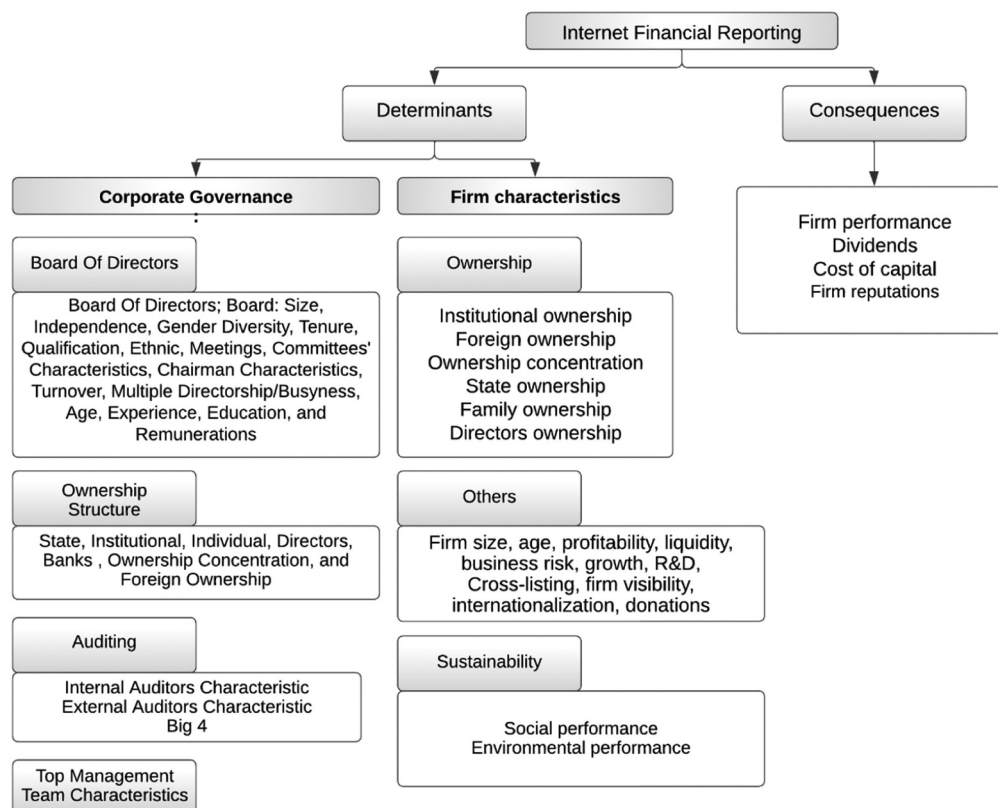 Internet Financial Reporting
Determinants
Consequences
Corporate Governance
:
Firm characteristics
Board Of Directors
Board Of Directors; Board: Size,
Independence, Gender Diversity, Tenure,
Qualification, Ethnic, Meetings, Committees'
Characteristics, Chairman Characteristics,
Turnover, Multiple Directorship/Busyness,
Age, Experience, Education, and
Remunerations
Ownership
Structure
State, Institutional, Individual, Directors,
Banks , Ownership Concentration, and
Foreign Ownership
Auditing
Internal Auditors Characteristic
External Auditors Characteristic
Big 4
Top Management
Team Characteristics
Ownership
Institutional ownership
Foreign ownership
Ownership concentration
State ownership
Family ownership
Directors ownership
Others
Firm size, age, profitability, liquidity,
business risk, growth, R&D,
Cross-listing, firm visibility,
internationalization, donations
Sustainability
Social performance
Environmental performance
Firm performance
Dividends
Cost of capital
Firm reputations